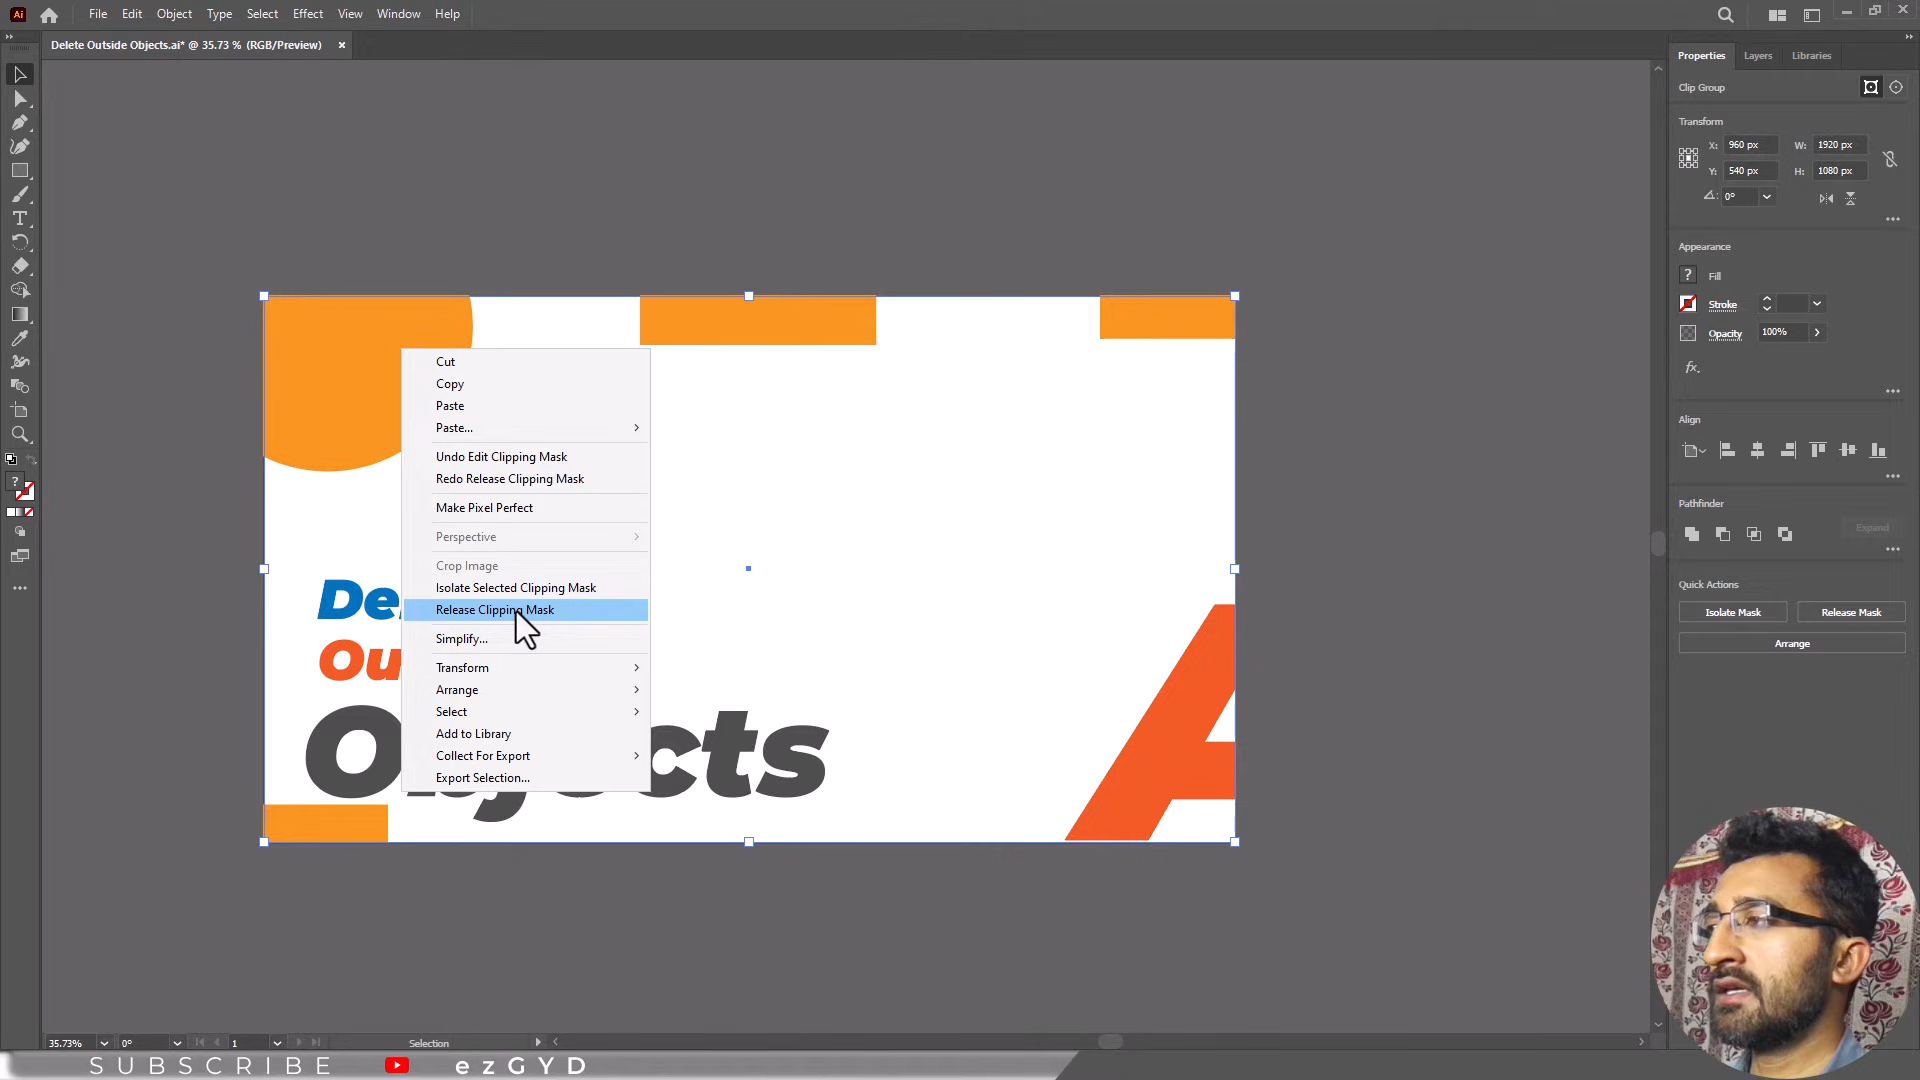 Ai File Edit Object Type Select Effect View Window Help
Delete Outside Objects.ai* @ 35.73 % (RGB/Preview) ×
Properties Layers Libraries
Clip Group
Transform
X: 960 px W: 1920 px
Y: 540 px H: 1080 px
0°
Appearance
? Fill
Stroke
Opacity 100%
fx.
Align
Pathfinder
Expand
Quick Actions
Isolate Mask Release Mask
Arrange
Cut
Copy
Paste
Paste...
Undo Edit Clipping Mask
Redo Release Clipping Mask
Make Pixel Perfect
Perspective
Crop Image
Isolate Selected Clipping Mask
Release Clipping Mask
Simplify...
Transform
Arrange
Select
Add to Library
Collect For Export
Export Selection...
De
Ou
Objects
A
35.73% 0° 1 Selection
SUBSCRIBE ezGYD